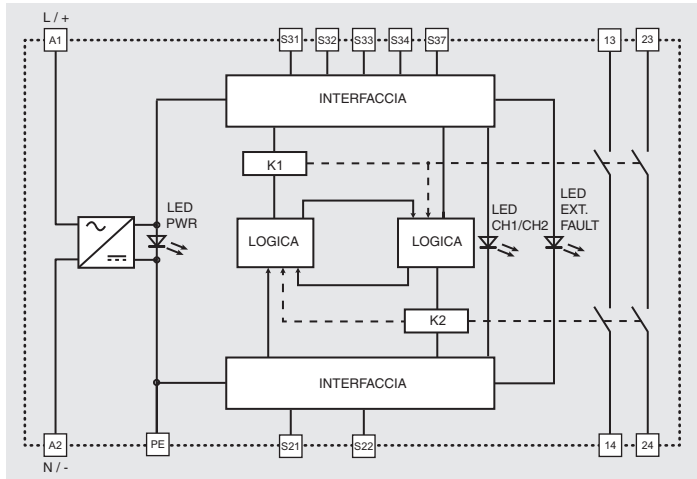 L / +
A1
S31
S32
S33
S34
S37
13
23
INTERFACCIA
K1
LED
PWR
LOGICA
LOGICA
LED
CH1/CH2
LED
EXT.
FAULT
K2
INTERFACCIA
A2
PE
S21
S22
14
24
N / -